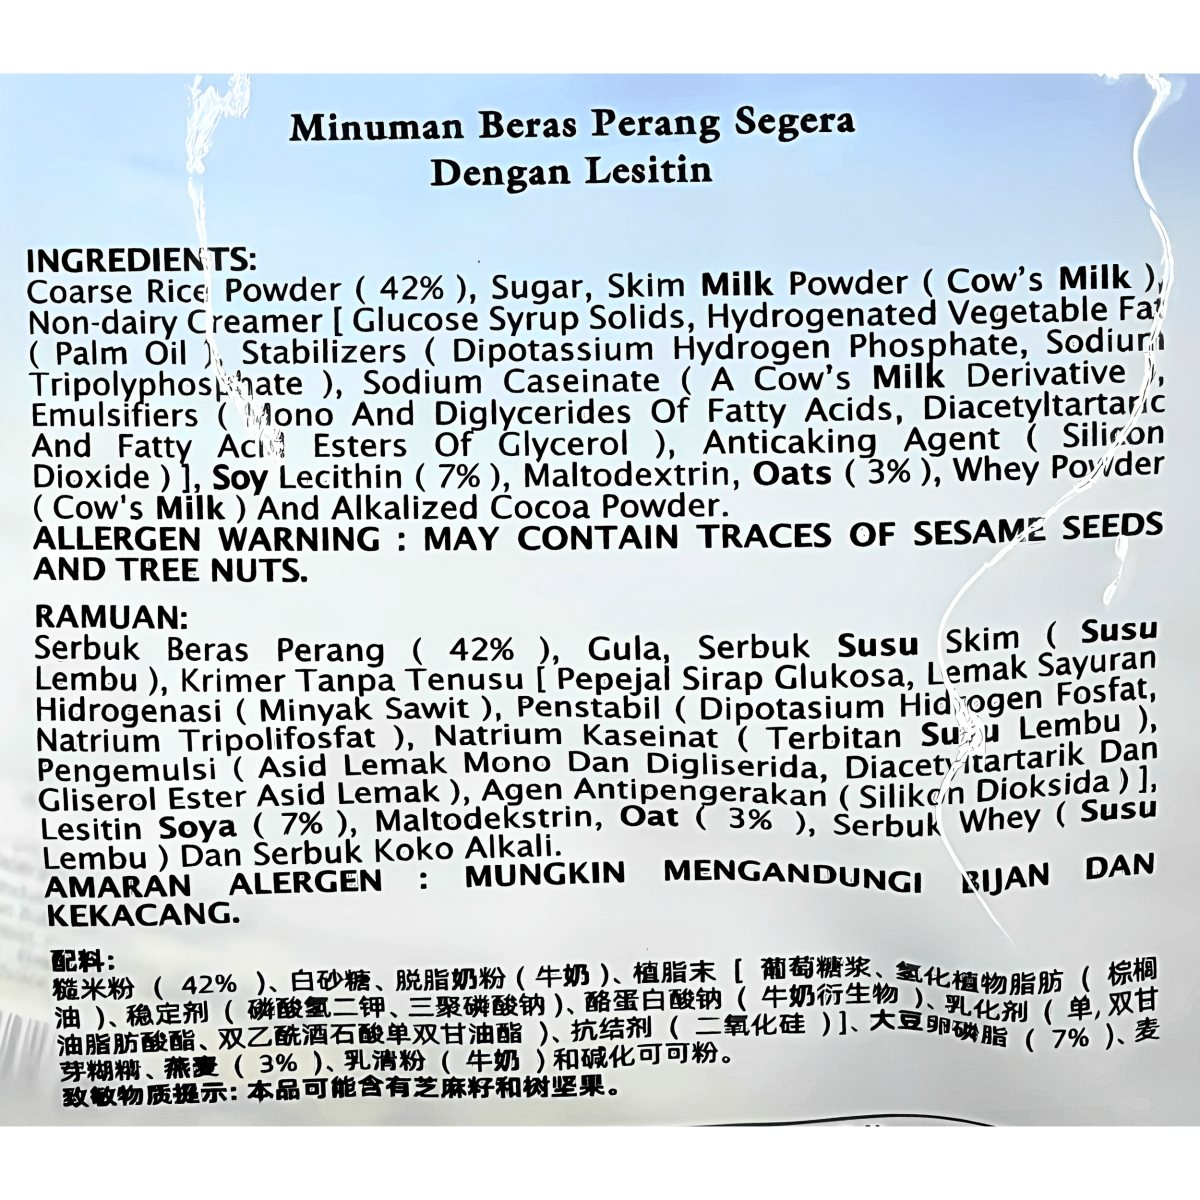 Minuman Beras Perang Segera
Dengan Lesitin
INGREDIENTS:
Coarse Rice Powder ( 42% ), Sugar, Skim Milk Powder ( Cow's Milk ),
Non-dairy Creamer [ Glucose Syrup Solids, Hydrogenated Vegetable Fat
( Palm Oil ), Stabilizers ( Dipotassium Hydrogen Phosphate, Sodium
Tripolyphosphate ), Sodium Caseinate ( A Cow's Milk Derivative ),
Emulsifiers ( Mono And Diglycerides Of Fatty Acids, Diacetyltartaric
And Fatty Acid Esters Of Glycerol ), Anticaking Agent ( Silicon
Dioxide ) ], Soy Lecithin ( 7% ), Maltodextrin, Oats ( 3% ), Whey Powder
( Cow's Milk ) And Alkalized Cocoa Powder.
ALLERGEN WARNING : MAY CONTAIN TRACES OF SESAME SEEDS
AND TREE NUTS.
RAMUAN:
Serbuk Beras Perang ( 42% ), Gula, Serbuk Susu Skim ( Susu
Lembu ), Krimer Tanpa Tenusu [ Pepejal Sirap Glukosa, Lemak Sayuran
Hidrogenasi ( Minyak Sawit ), Penstabil ( Dipotasium Hidrogen Fosfat,
Natrium Tripolifosfat ), Natrium Kaseinat ( Terbitan Susu Lembu ),
Pengemulsi ( Asid Lemak Mono Dan Digliserida, Diacetyltartarik Dan
Gliserol Ester Asid Lemak ), Agen Antipengerakan ( Silikon Dioksida ) ],
Lesitin Soya ( 7% ), Maltodekstrin, Oat ( 3% ), Serbuk Whey ( Susu
Lembu ) Dan Serbuk Koko Alkali.
AMARAN ALERGEN : MUNGKIN MENGANDUNGI BIJAN DAN
KEKACANG.
配料:
糙米粉 ( 42% )、白砂糖、脱脂奶粉 ( 牛奶 )、植脂末 [ 葡萄糖浆、氢化植物脂肪 ( 棕榈
油 )、稳定剂 ( 磷酸氢二钾、三聚磷酸钠 )、酪蛋白酸钠 ( 牛奶衍生物 )、乳化剂 ( 单,双甘
油脂肪酸酯、双乙酰酒石酸单双甘油酯 )、抗结剂 ( 二氧化硅 ) ]、大豆卵磷脂 ( 7% )、麦
芽糊精、燕麦 ( 3% )、乳清粉 ( 牛奶 ) 和碱化可可粉。
致敏物质提示: 本品可能含有芝麻籽和树坚果。